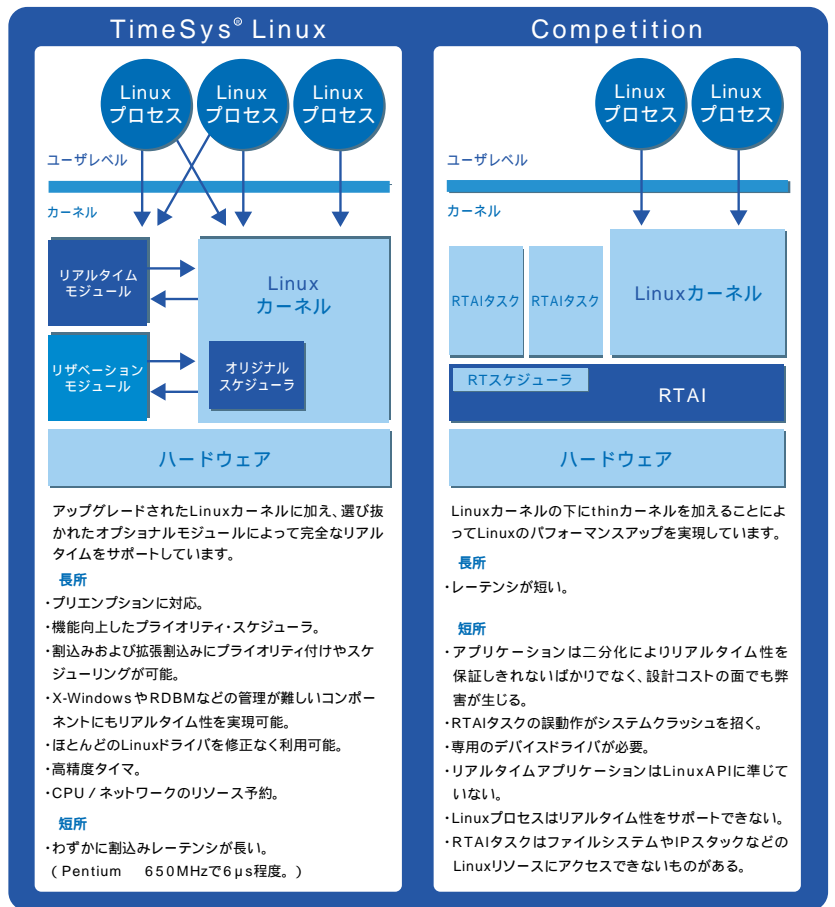 TimeSys® Linux
Linux
プロセス
Linux
プロセス
Linux
プロセス
ユーザレベル
カーネル
リアルタイム
モジュール
Linux
カーネル
リザベーション
モジュール
オリジナル
スケジューラ
ハードウェア
アップグレードされたLinuxカーネルに加え、選び抜
かれたオプショナルモジュールによって完全なリアル
タイムをサポートしています。
長所
・プリエンプションに対応。
・機能向上したプライオリティ・スケジューラ。
・割込みおよび拡張割込みにプライオリティ付けやスケ
ジューリングが可能。
・X-WindowsやRDBMなどの管理が難しいコンポー
ネントにもリアルタイム性を実現可能。
・ほとんどのLinuxドライバを修正なく利用可能。
・高精度タイマ。
・CPU / ネットワークのリソース予約。
短所
・わずかに割込みレーテンシが長い。
(Pentium 650MHzで6μs程度。)
Competition
Linux
プロセス
Linux
プロセス
ユーザレベル
カーネル
RTAIタスク
RTAIタスク
Linuxカーネル
RTスケジューラ
RTAI
ハードウェア
Linuxカーネルの下にthinカーネルを加えることによ
ってLinuxのパフォーマンスアップを実現しています。
長所
・レーテンシが短い。
短所
・アプリケーションは二分化によりリアルタイム性を
保証しきれないばかりでなく、設計コストの面でも弊
害が生じる。
・RTAIタスクの誤動作がシステムクラッシュを招く。
・専用のデバイスドライバが必要。
・リアルタイムアプリケーションはLinuxAPIに準じて
いない。
・Linuxプロセスはリアルタイム性をサポートできない。
・RTAIタスクはファイルシステムやIPスタックなどの
Linuxリソースにアクセスできないものがある。